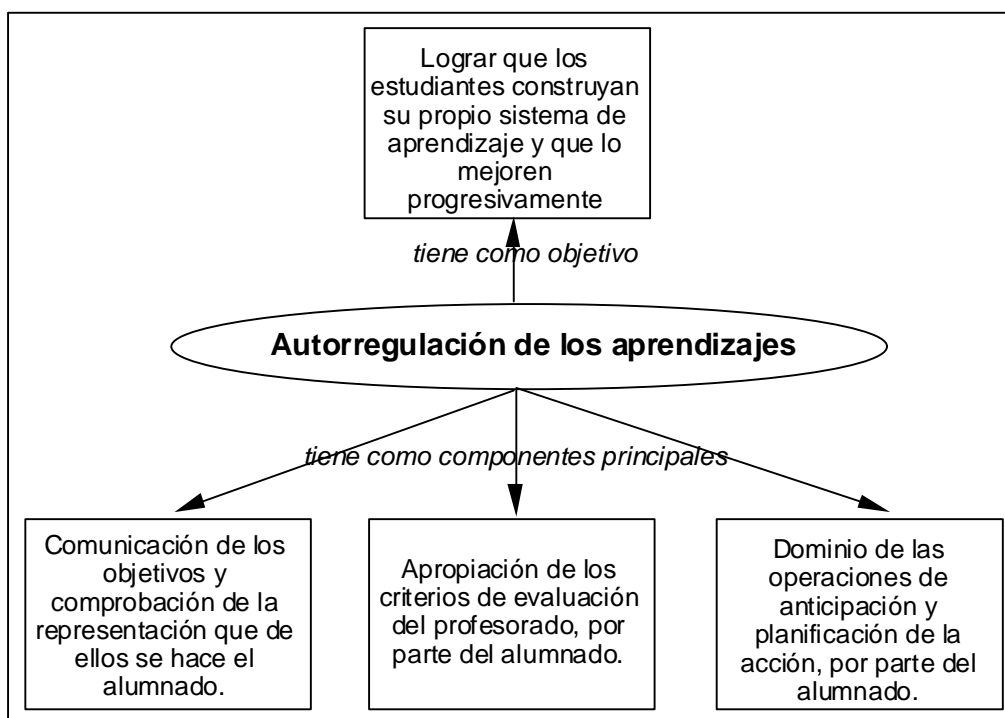 Lograr que los
estudiantes construyan
su propio sistema de
aprendizaje y que lo
mejoren
progresivamente
tiene como objetivo
Autorregulación de los aprendizajes
tiene como componentes principales
Comunicación de los
objetivos y
comprobación de la
representación que de
ellos se hace el
alumnado.
Apropiación de los
criterios de evaluación
del profesorado, por
parte del alumnado.
Dominio de las
operaciones de
anticipación y
planificación de la
acción, por parte del
alumnado.